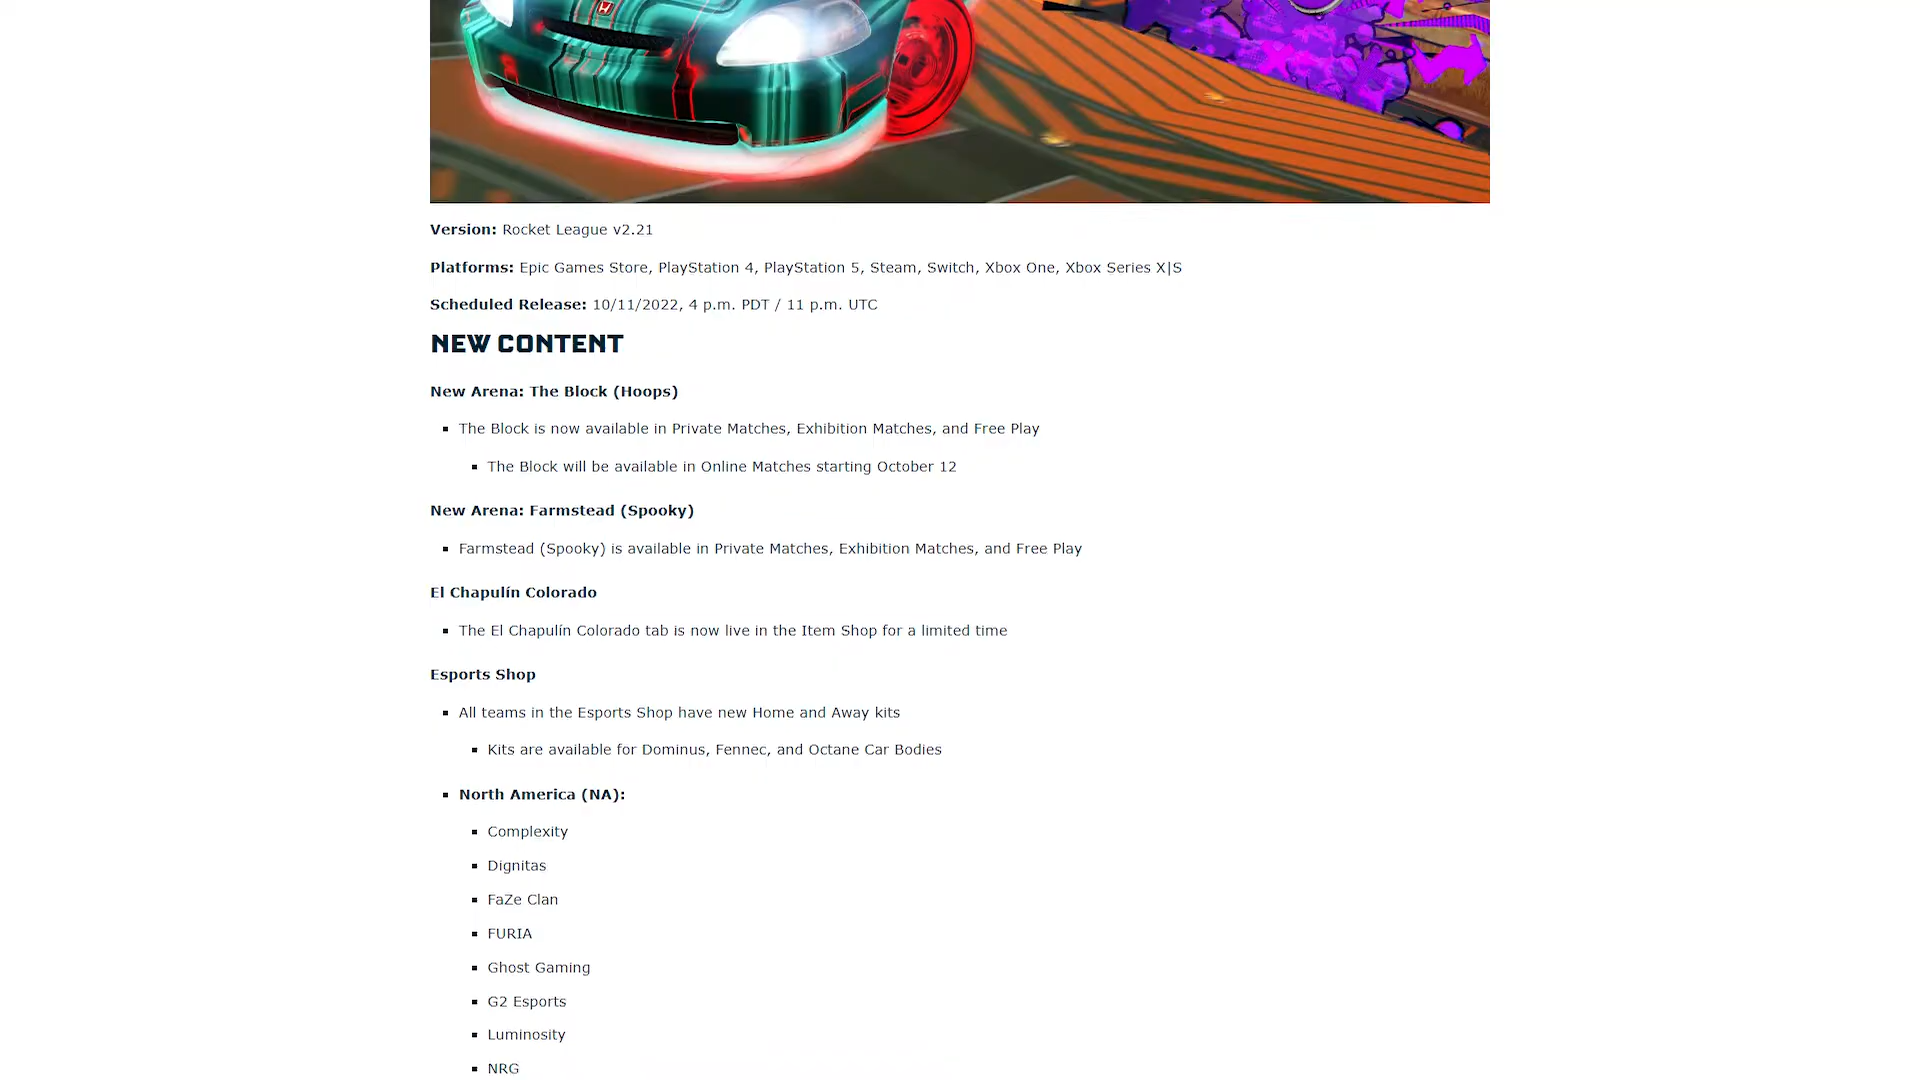 Version: Rocket League v2.21
Platforms: Epic Games Store, PlayStation 4, PlayStation 5, Steam, Switch, Xbox One, Xbox Series X|S
Scheduled Release: 10/11/2022, 4 p.m. PDT / 11 p.m. UTC
NEW CONTENT
New Arena: The Block (Hoops)
The Block is now available in Private Matches, Exhibition Matches, and Free Play
The Block will be available in Online Matches starting October 12
New Arena: Farmstead (Spooky)
Farmstead (Spooky) is available in Private Matches, Exhibition Matches, and Free Play
El Chapulín Colorado
The El Chapulín Colorado tab is now live in the Item Shop for a limited time
Esports Shop
All teams in the Esports Shop have new Home and Away kits
Kits are available for Dominus, Fennec, and Octane Car Bodies
North America (NA):
Complexity
Dignitas
FaZe Clan
FURIA
Ghost Gaming
G2 Esports
Luminosity
NRG